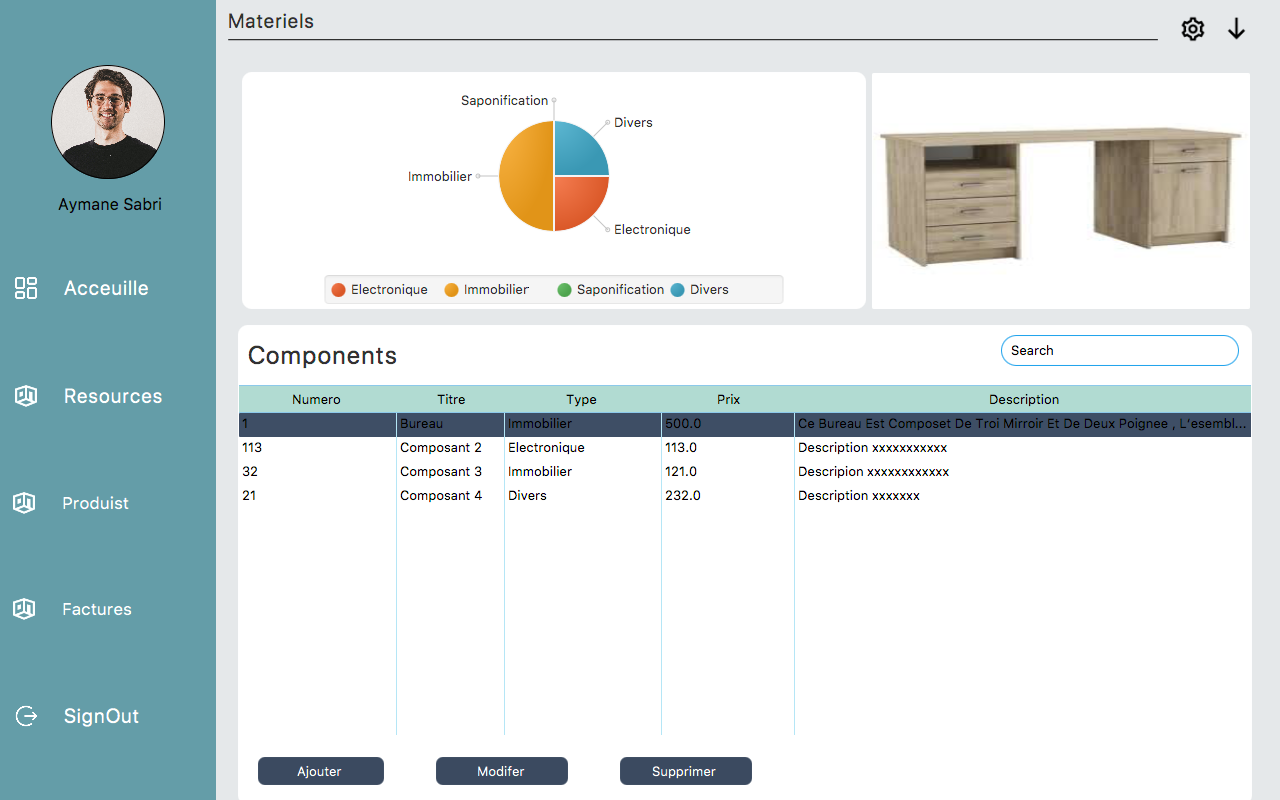 Materiels
Aymane Sabri
Acceuille
Resources
Produist
Factures
SignOut
Saponification
Divers
Immobilier
Electronique
Electronique Immobilier Saponification Divers
Components
Search
Numero Titre Type Prix Description
1 Bureau Immobilier 500.0 Ce Bureau Est Composet De Troi Mirroir Et De Deux Poignee , L'esembl...
113 Composant 2 Electronique 113.0 Description xxxxxxxxxxx
32 Composant 3 Immobilier 121.0 Descripion xxxxxxxxxxxx
21 Composant 4 Divers 232.0 Description xxxxxxx
Ajouter Modifer Supprimer